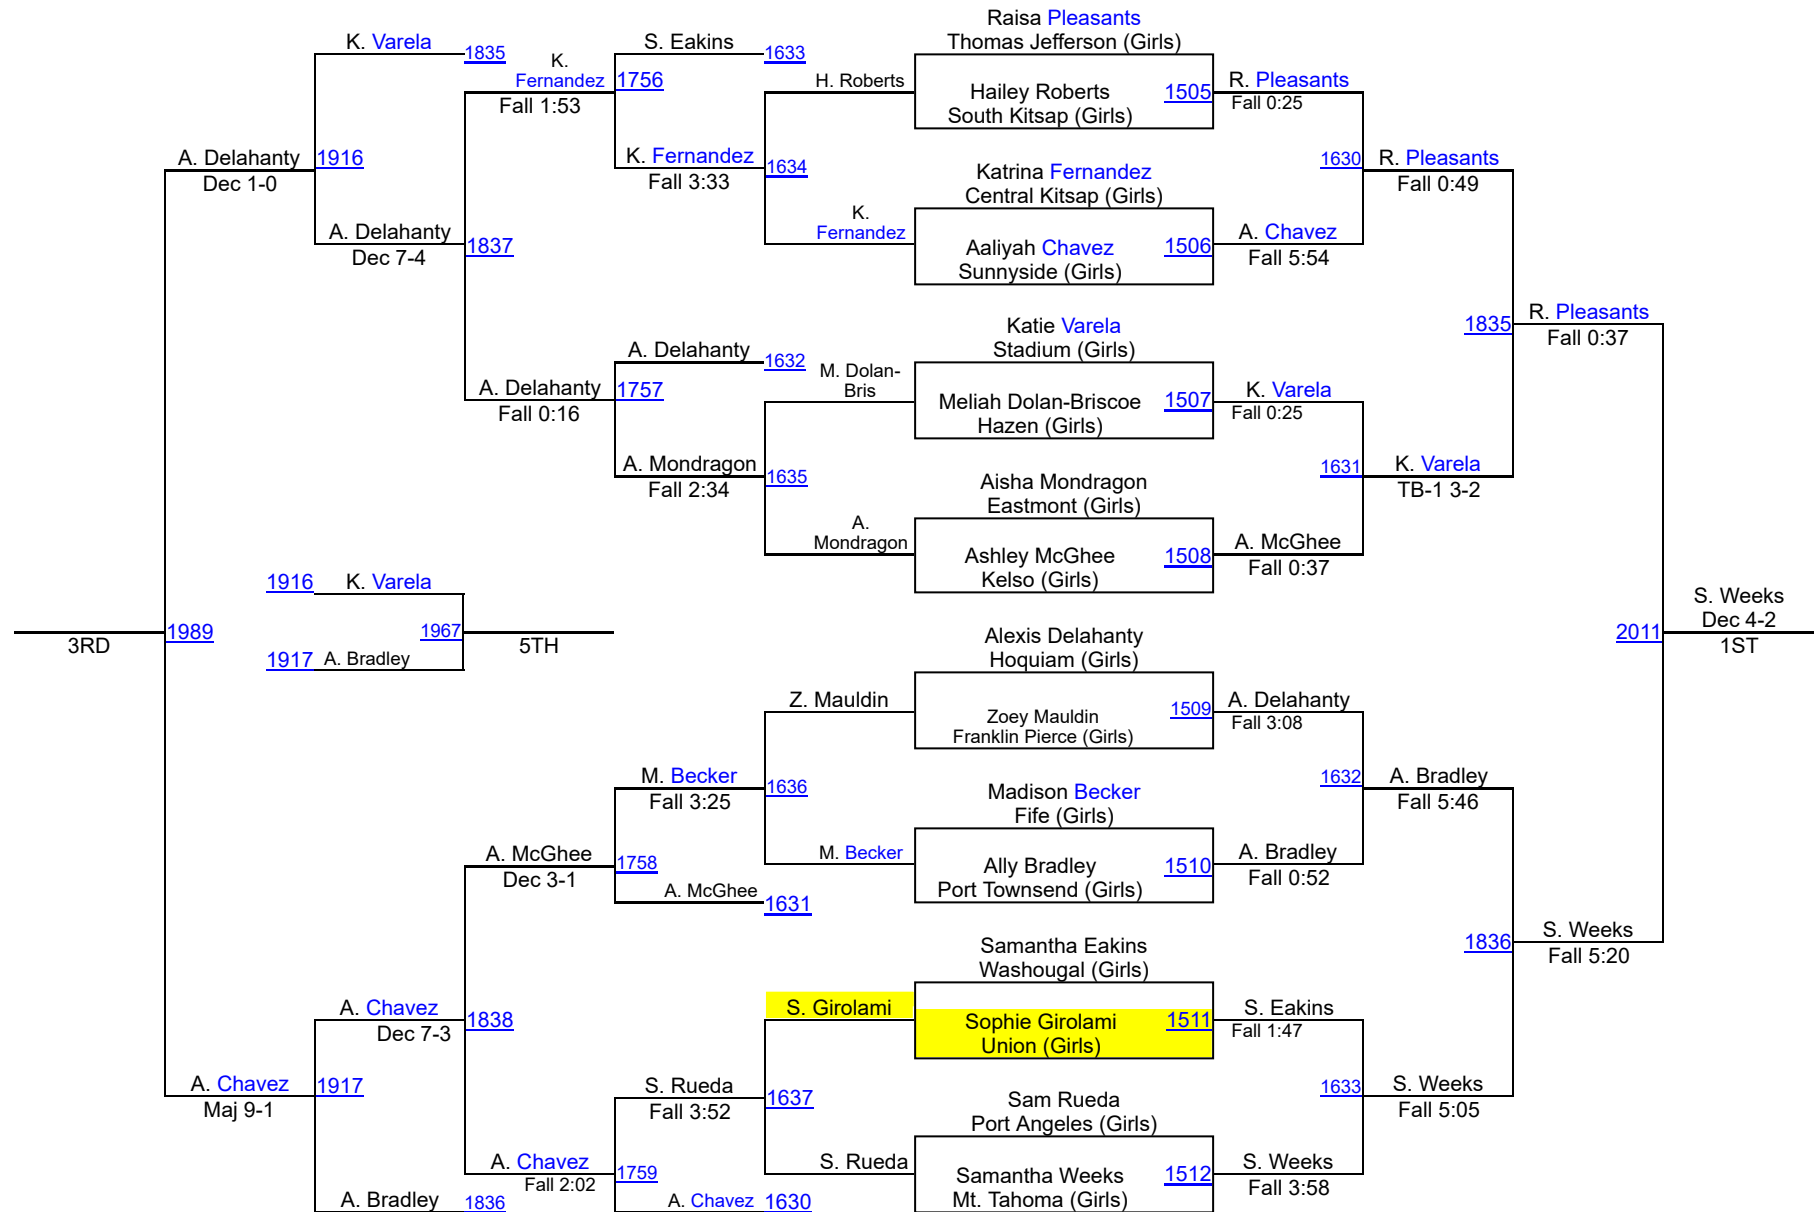 Raisa Pleasants
K. Varela
1835
K.
Fernandez
Fall 1:53
S. Eakins
1633
1756
Thomas Jefferson (Girls)
H. Roberts
Hailey Roberts
South Kitsap (Girls)
1505
R. Pleasants
Fall 0:25
A. Delahanty
Dec 1-0
1916
K. Fernandez
Fall 3:33
1634
Katrina Fernandez
Central Kitsap (Girls)
1630
R. Pleasants
Fall 0:49
A. Delahanty
Dec 7-4
1837
K.
Fernandez
Aaliyah Chavez
Sunnyside (Girls)
1506
A. Chavez
Fall 5:54
Katie Varela
Stadium (Girls)
1835
R. Pleasants
Fall 0:37
A. Delahanty
1632
A. Delahanty
Fall 0:16
1757
M. Dolan-
Bris
Meliah Dolan-Briscoe
Hazen (Girls)
1507
K. Varela
Fall 0:25
A. Mondragon
Fall 2:34
1635
Aisha Mondragon
Eastmont (Girls)
1631
K. Varela
TB-1 3-2
A.
Mondragon
Ashley McGhee
Kelso (Girls)
1508
A. McGhee
Fall 0:37
1916
K. Varela
3RD
1989
1967
5TH
1917
A. Bradley
2011
S. Weeks
Dec 4-2
1ST
Alexis Delahanty
Hoquiam (Girls)
Z. Mauldin
Zoey Mauldin
Franklin Pierce (Girls)
1509
A. Delahanty
Fall 3:08
M. Becker
Fall 3:25
1636
Madison Becker
Fife (Girls)
1632
A. Bradley
Fall 5:46
A. McGhee
Dec 3-1
1758
M. Becker
Ally Bradley
Port Townsend (Girls)
1510
A. Bradley
Fall 0:52
A. McGhee
1631
Samantha Eakins
Washougal (Girls)
1836
S. Weeks
Fall 5:20
A. Chavez
Dec 7-3
1838
S. Girolami
Sophie Girolami
Union (Girls)
1511
S. Eakins
Fall 1:47
A. Chavez
Maj 9-1
1917
S. Rueda
Fall 3:52
1637
Sam Rueda
Port Angeles (Girls)
1633
S. Weeks
Fall 5:05
A. Chavez
Fall 2:02
1759
S. Rueda
Samantha Weeks
Mt. Tahoma (Girls)
1512
S. Weeks
Fall 3:58
A. Bradley
1836
A. Chavez
1630